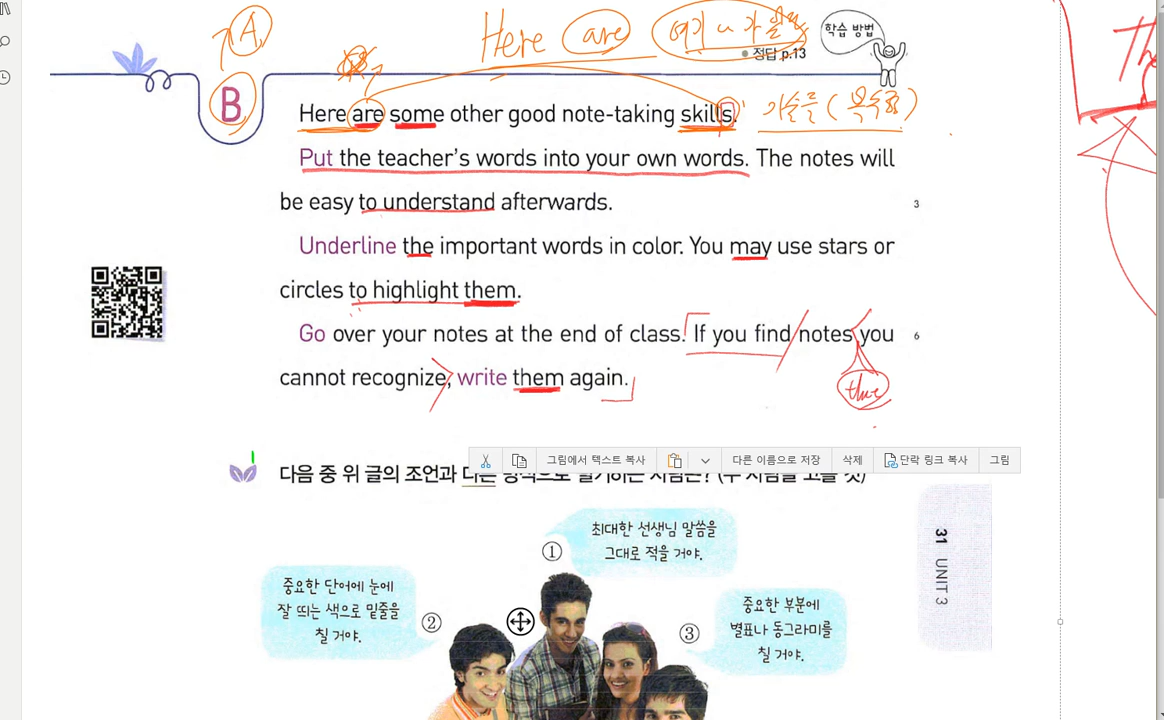 A
Here are 여기 ~ 가 있다
학습 방법
정답 p.13
B
Here are some other good note-taking skills.
기술들 (복수형)
Put the teacher's words into your own words. The notes will
be easy to understand afterwards.
3
Underline the important words in color. You may use stars or
circles to highlight them.
Go over your notes at the end of class. If you find notes you
6
cannot recognize, write them again.
그림에서 텍스트 복사
다른 이름으로 저장
삭제
단락 링크 복사
그림
다음 중 위 글의 조언과 다른 방식으로 필기하는 사람은? (두 사람을 고를 것)
① 최대한 선생님 말씀을
그대로 적을 거야.
② 중요한 단어에 눈에
잘 띄는 색으로 밑줄을
칠 거야.
③ 중요한 부분에
별표나 동그라미를
칠 거야.
31 UNIT 3